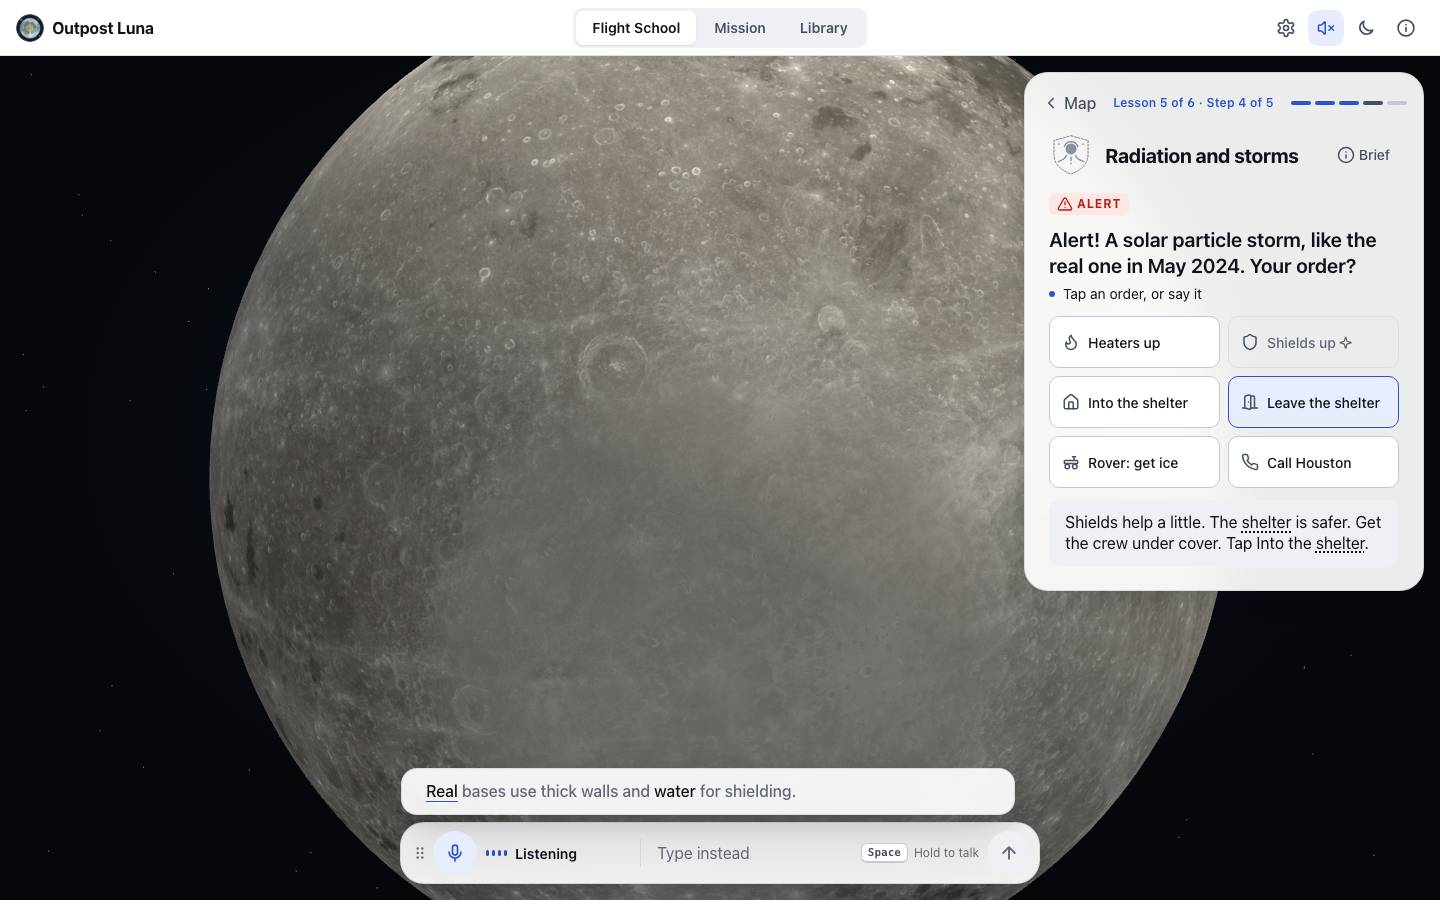 Outpost Luna
Flight School
Mission
Library
Map
Lesson 5 of 6 · Step 4 of 5
Radiation and storms
Brief
ALERT
Alert! A solar particle storm, like the
real one in May 2024. Your order?
Tap an order, or say it
Heaters up
Shields up
Into the shelter
Leave the shelter
Rover: get ice
Call Houston
Shields help a little. The shelter is safer. Get
the crew under cover. Tap Into the shelter.
Real bases use thick walls and water for shielding.
Listening
Type instead
Space
Hold to talk